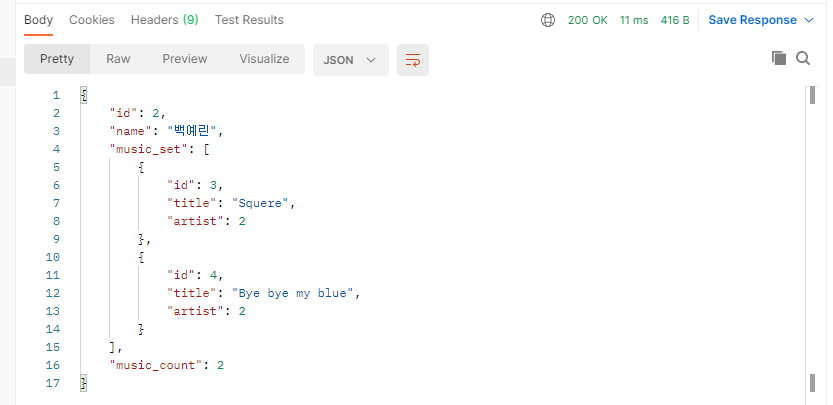 Body Cookies Headers (9) Test Results 200 OK 11 ms 416 B Save Response
Pretty Raw Preview Visualize JSON
1 {
2 "id": 2,
3 "name": "백예린",
4 "music_set": [
5 {
6 "id": 3,
7 "title": "Squere",
8 "artist": 2
9 },
10 {
11 "id": 4,
12 "title": "Bye bye my blue",
13 "artist": 2
14 }
15 ],
16 "music_count": 2
17 }